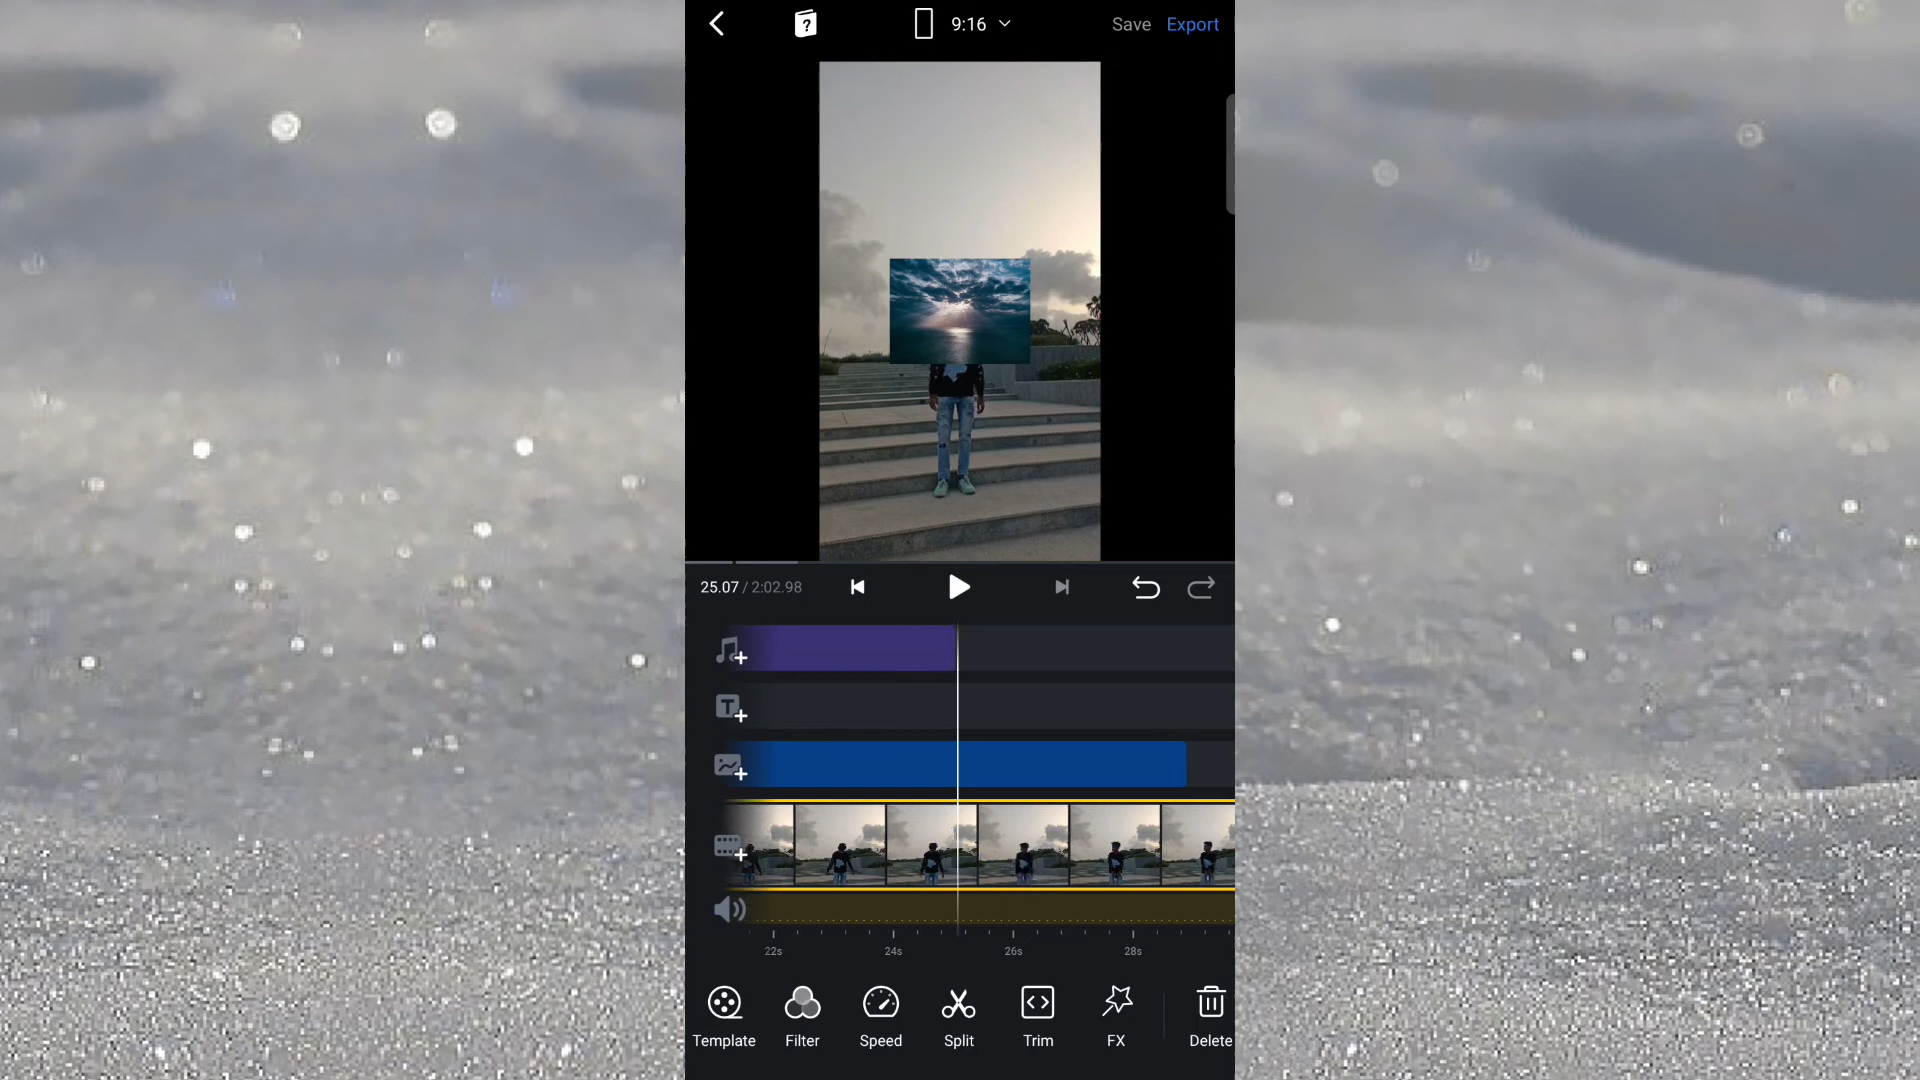 9:16
Save
Export
25.07 / 2:02.98
22s
24s
26s
28s
Template
Filter
Speed
Split
Trim
FX
Delete